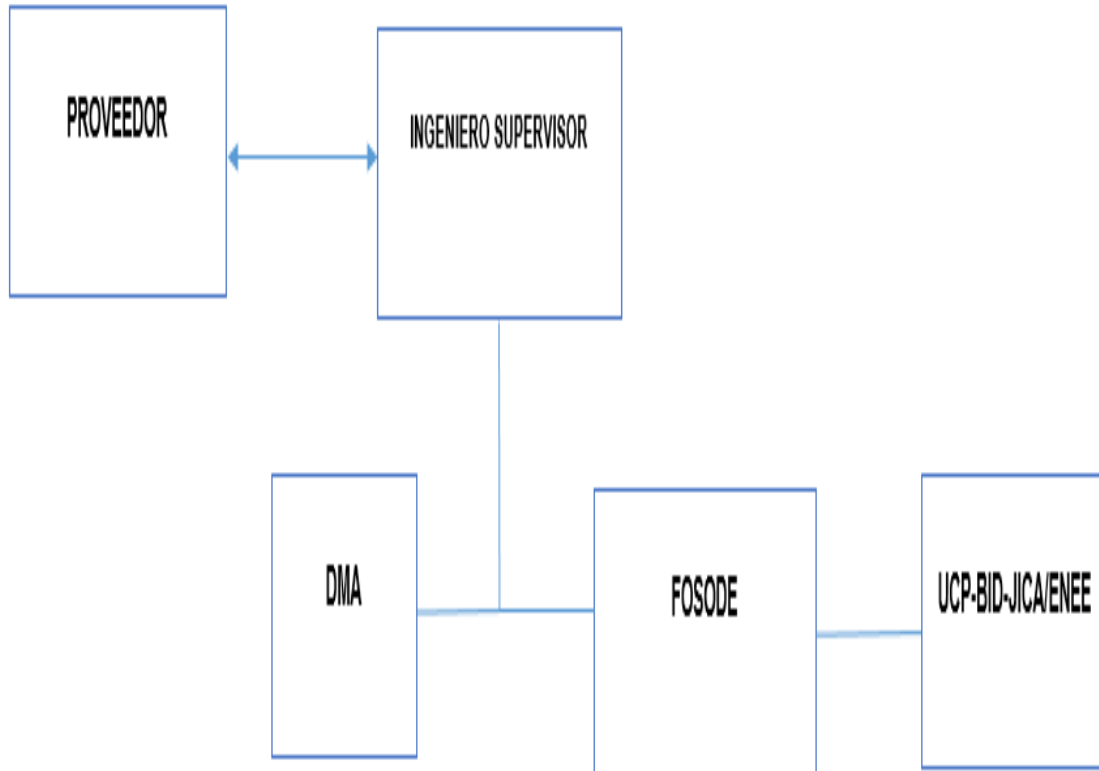 PROVEEDOR
INGENIERO SUPERVISOR
DMA
FOSODE
UCP-BID-JICA/ENEE